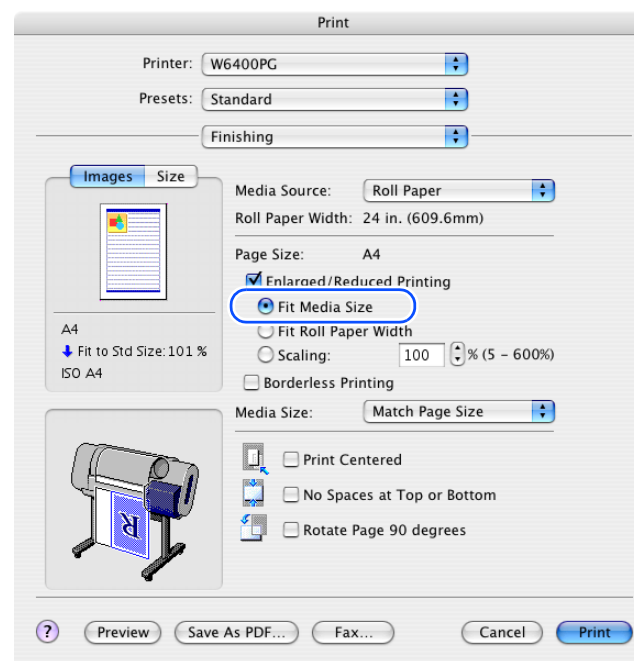 Print
Printer: W6400PG
Presets: Standard
Finishing
Images Size
Media Source: Roll Paper
Roll Paper Width: 24 in. (609.6mm)
Page Size: A4
Enlarged/Reduced Printing
Fit Media Size
Fit Roll Paper Width
Scaling: 100 % (5 - 600%)
Borderless Printing
A4
Fit to Std Size: 101 %
ISO A4
Media Size: Match Page Size
Print Centered
No Spaces at Top or Bottom
Rotate Page 90 degrees
R
? Preview Save As PDF... Fax... Cancel Print